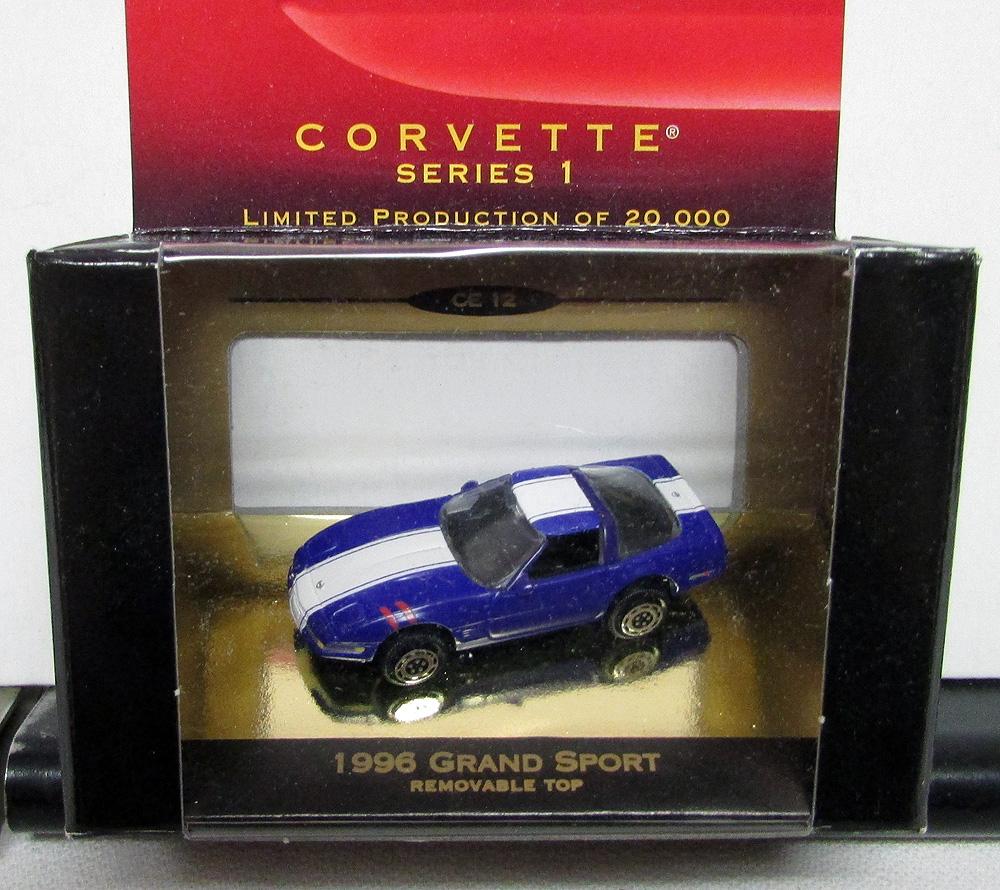 CORVETTE®
SERIES 1
LIMITED PRODUCTION OF 20,000
CE 12
1996 GRAND SPORT
REMOVABLE TOP